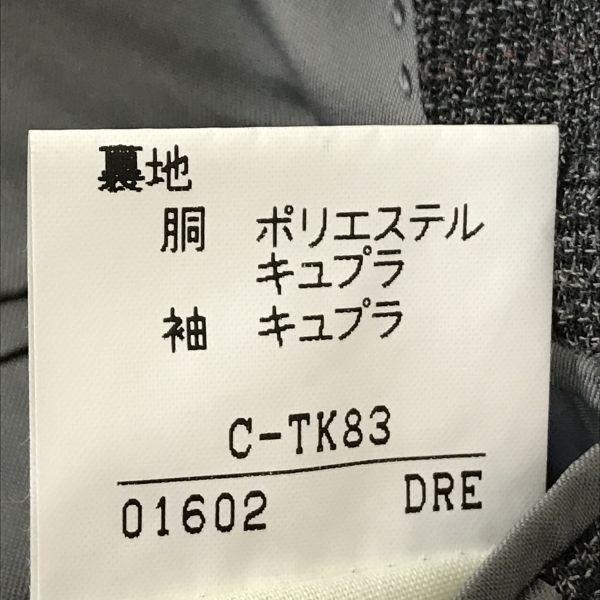 裏地
胴 ポリエステル
キュプラ
袖 キュプラ
C-TK83
01602 DRE